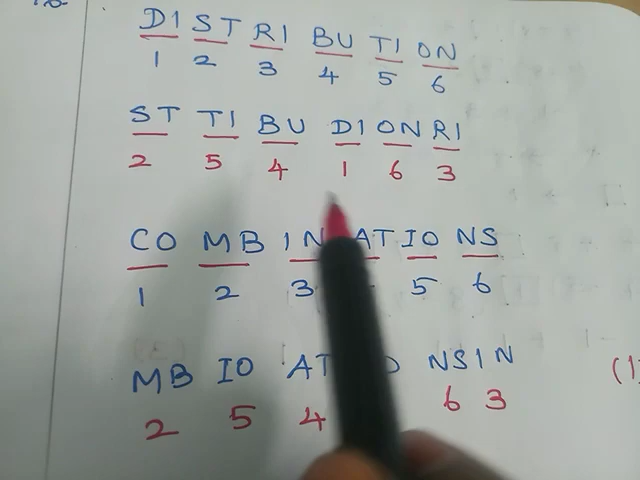 DI ST RI BU TI ON
1 2 3 4 5 6
ST TI BU DI ON RI
2 5 4 1 6 3
CO MB IN AT IO NS
1 2 3 5 6
MB IO AT NS IN
2 5 4 6 3